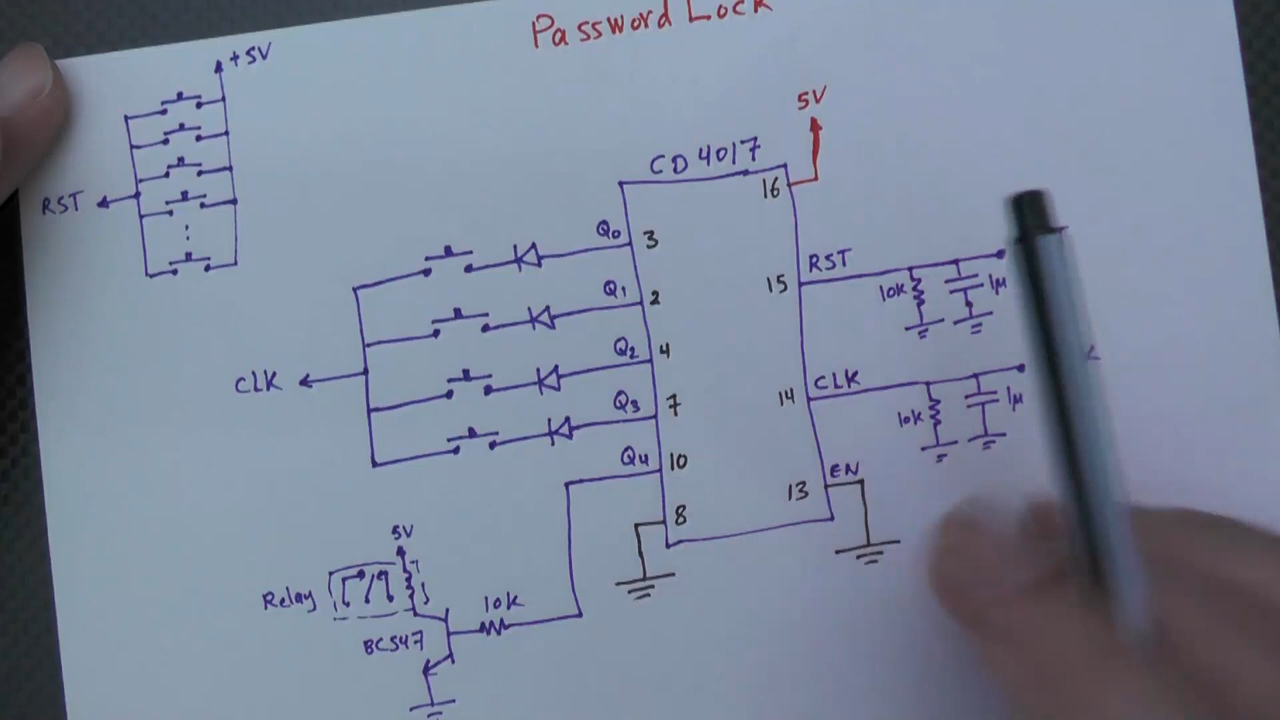 Password Lock
+5V
RST
5V
CD 4017
16
Q0
3
RST
15
10K
1µ
Q1
2
CLK
Q2
4
CLK
14
10K
1µ
Q3
7
Q4
10
EN
13
8
5V
Relay
10K
BC547